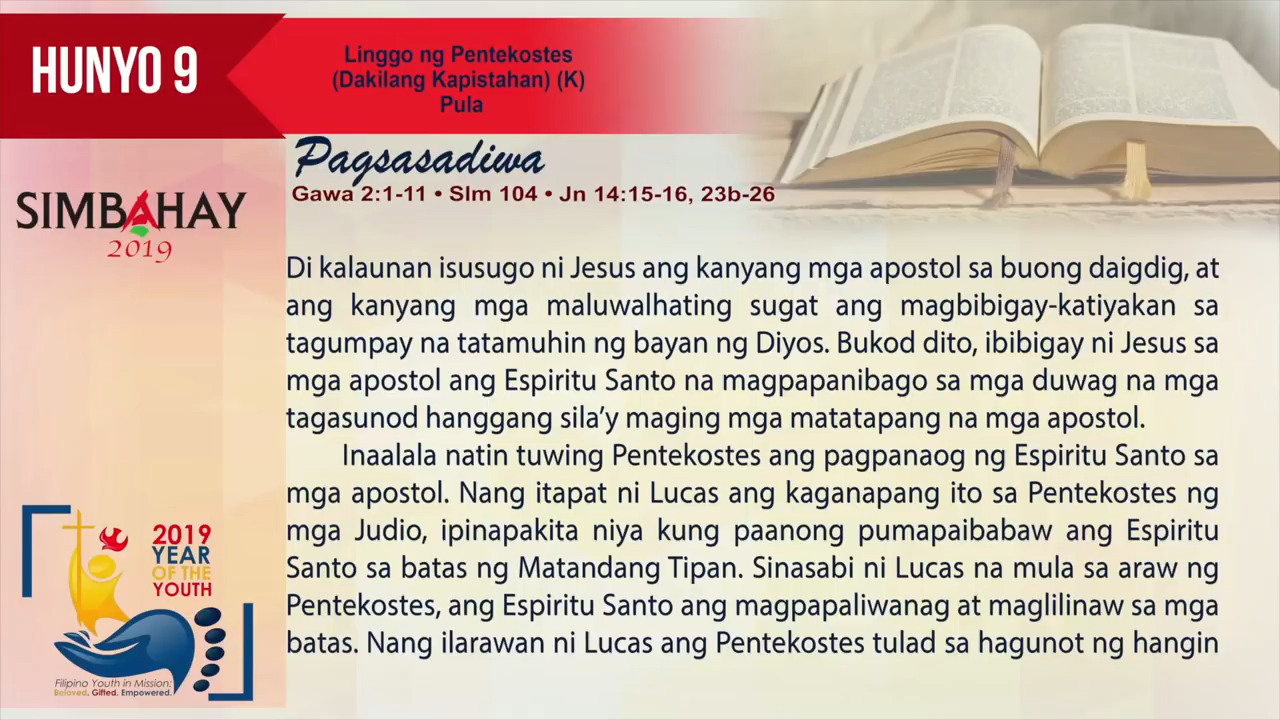 HUNYO 9
Linggo ng Pentekostes
(Dakilang Kapistahan) (K)
Pula
SIMBAHAY
2019
Pagsasadiwa
Gawa 2:1-11 • Slm 104 • Jn 14:15-16, 23b-26
Di kalaunan isusugo ni Jesus ang kanyang mga apostol sa buong daigdig, at
ang kanyang mga maluwalhating sugat ang magbibigay-katiyakan sa
tagumpay na tatamuhin ng bayan ng Diyos. Bukod dito, ibibigay ni Jesus sa
mga apostol ang Espiritu Santo na magpapanibago sa mga duwag na mga
tagasunod hanggang sila’y maging mga matatapang na mga apostol.
Inaalala natin tuwing Pentekostes ang pagpanaog ng Espiritu Santo sa
mga apostol. Nang itapat ni Lucas ang kaganapang ito sa Pentekostes ng
mga Judio, ipinapakita niya kung paanong pumapaibabaw ang Espiritu
Santo sa batas ng Matandang Tipan. Sinasabi ni Lucas na mula sa araw ng
Pentekostes, ang Espiritu Santo ang magpapaliwanag at maglilinaw sa mga
batas. Nang ilarawan ni Lucas ang Pentekostes tulad sa hagunot ng hangin
2019
YEAR
OF THE
YOUTH
Filipino Youth in Mission:
Beloved. Gifted. Empowered.